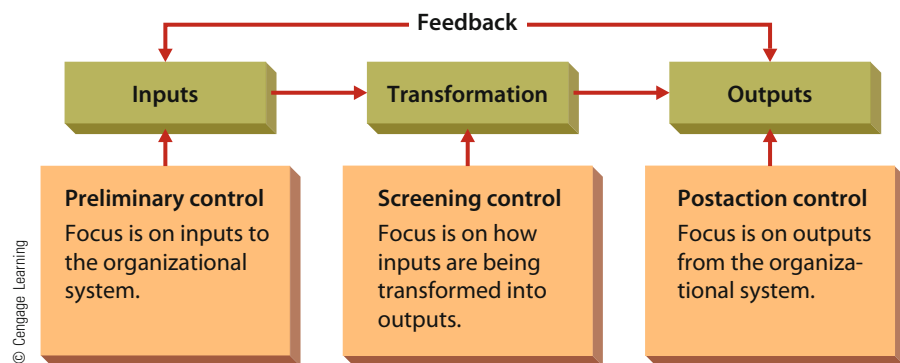 Feedback
Inputs
Transformation
Outputs
Preliminary control
Focus is on inputs to
the organizational
system.
Screening control
Focus is on how
inputs are being
transformed into
outputs.
Postaction control
Focus is on outputs
from the organiza-
tional system.
© Cengage Learning